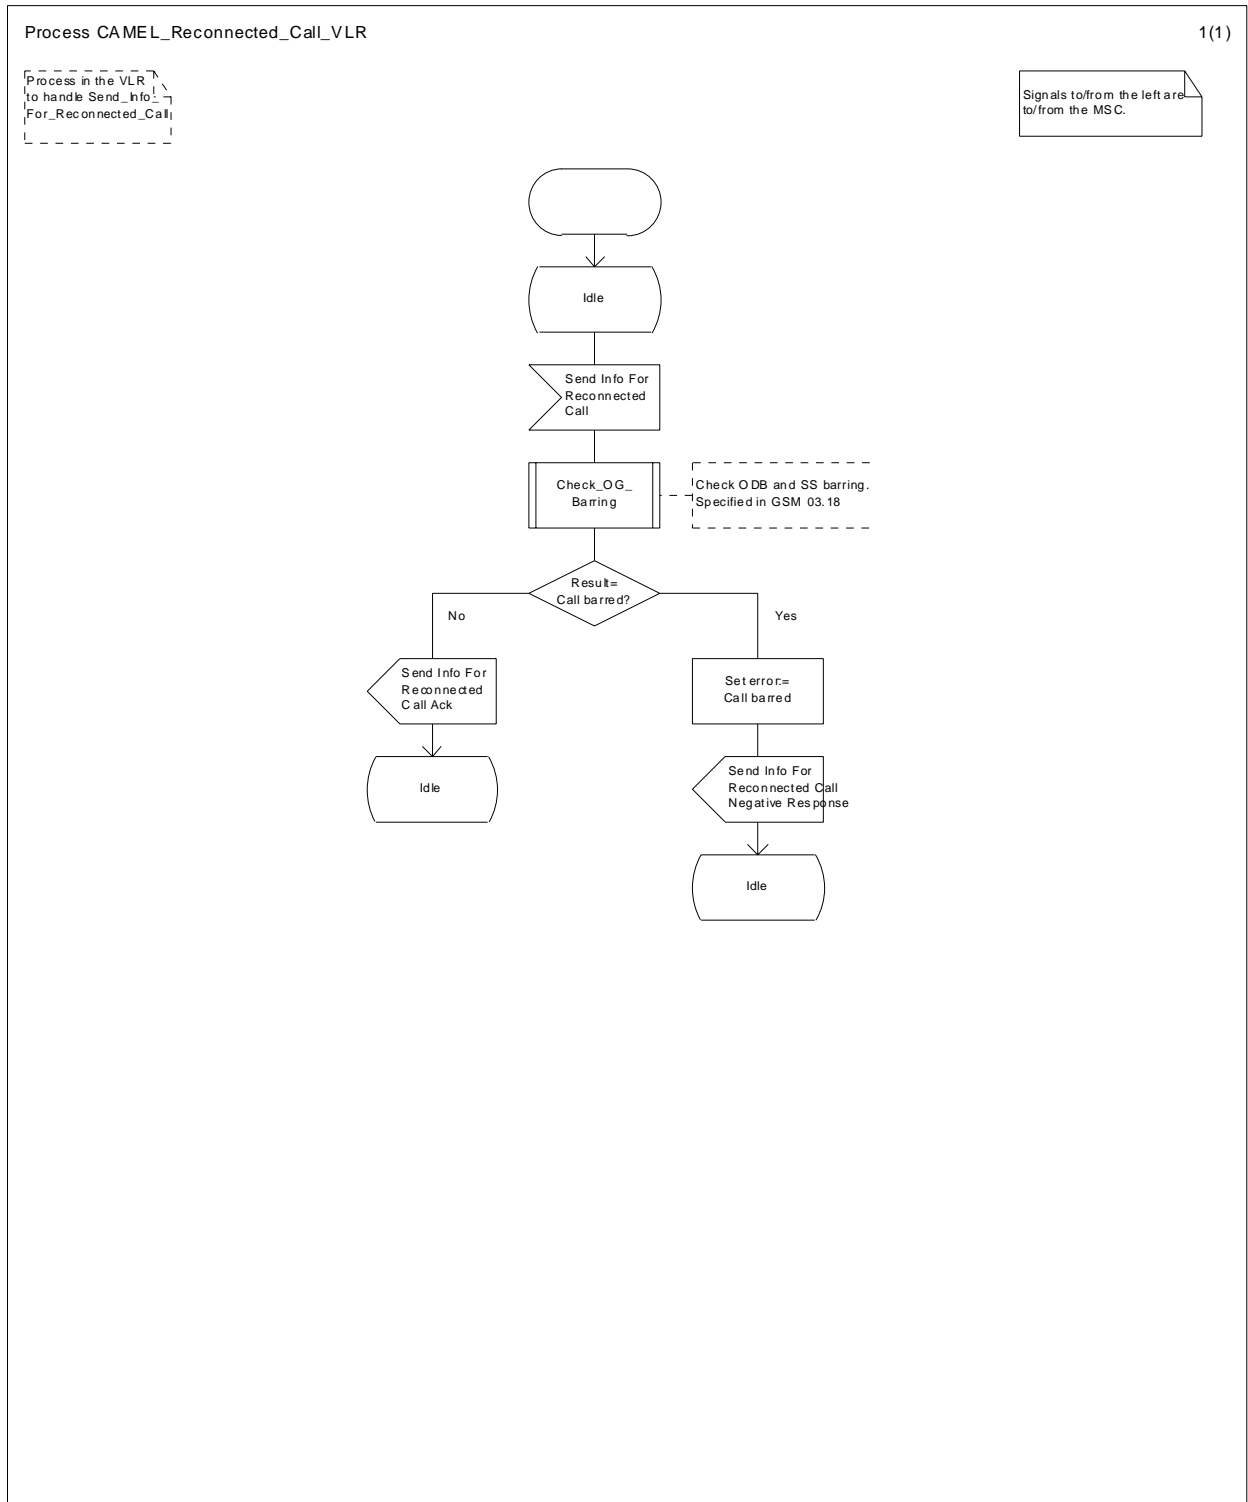 Process CAMEL_Reconnected_Call_VLR
1(1)
Process in the VLR
to handle Send_Info_
For_Reconnected_Call
Signals to/from the left are
to/from the MSC.
Idle
Send Info For
Reconnected
Call
Check_OG_
Barring
Check ODB and SS barring.
Specified in GSM 03.18
Result=
Call barred?
No
Yes
Send Info For
Reconnected
Call Ack
Set error:=
Call barred
Idle
Send Info For
Reconnected Call
Negative Response
Idle